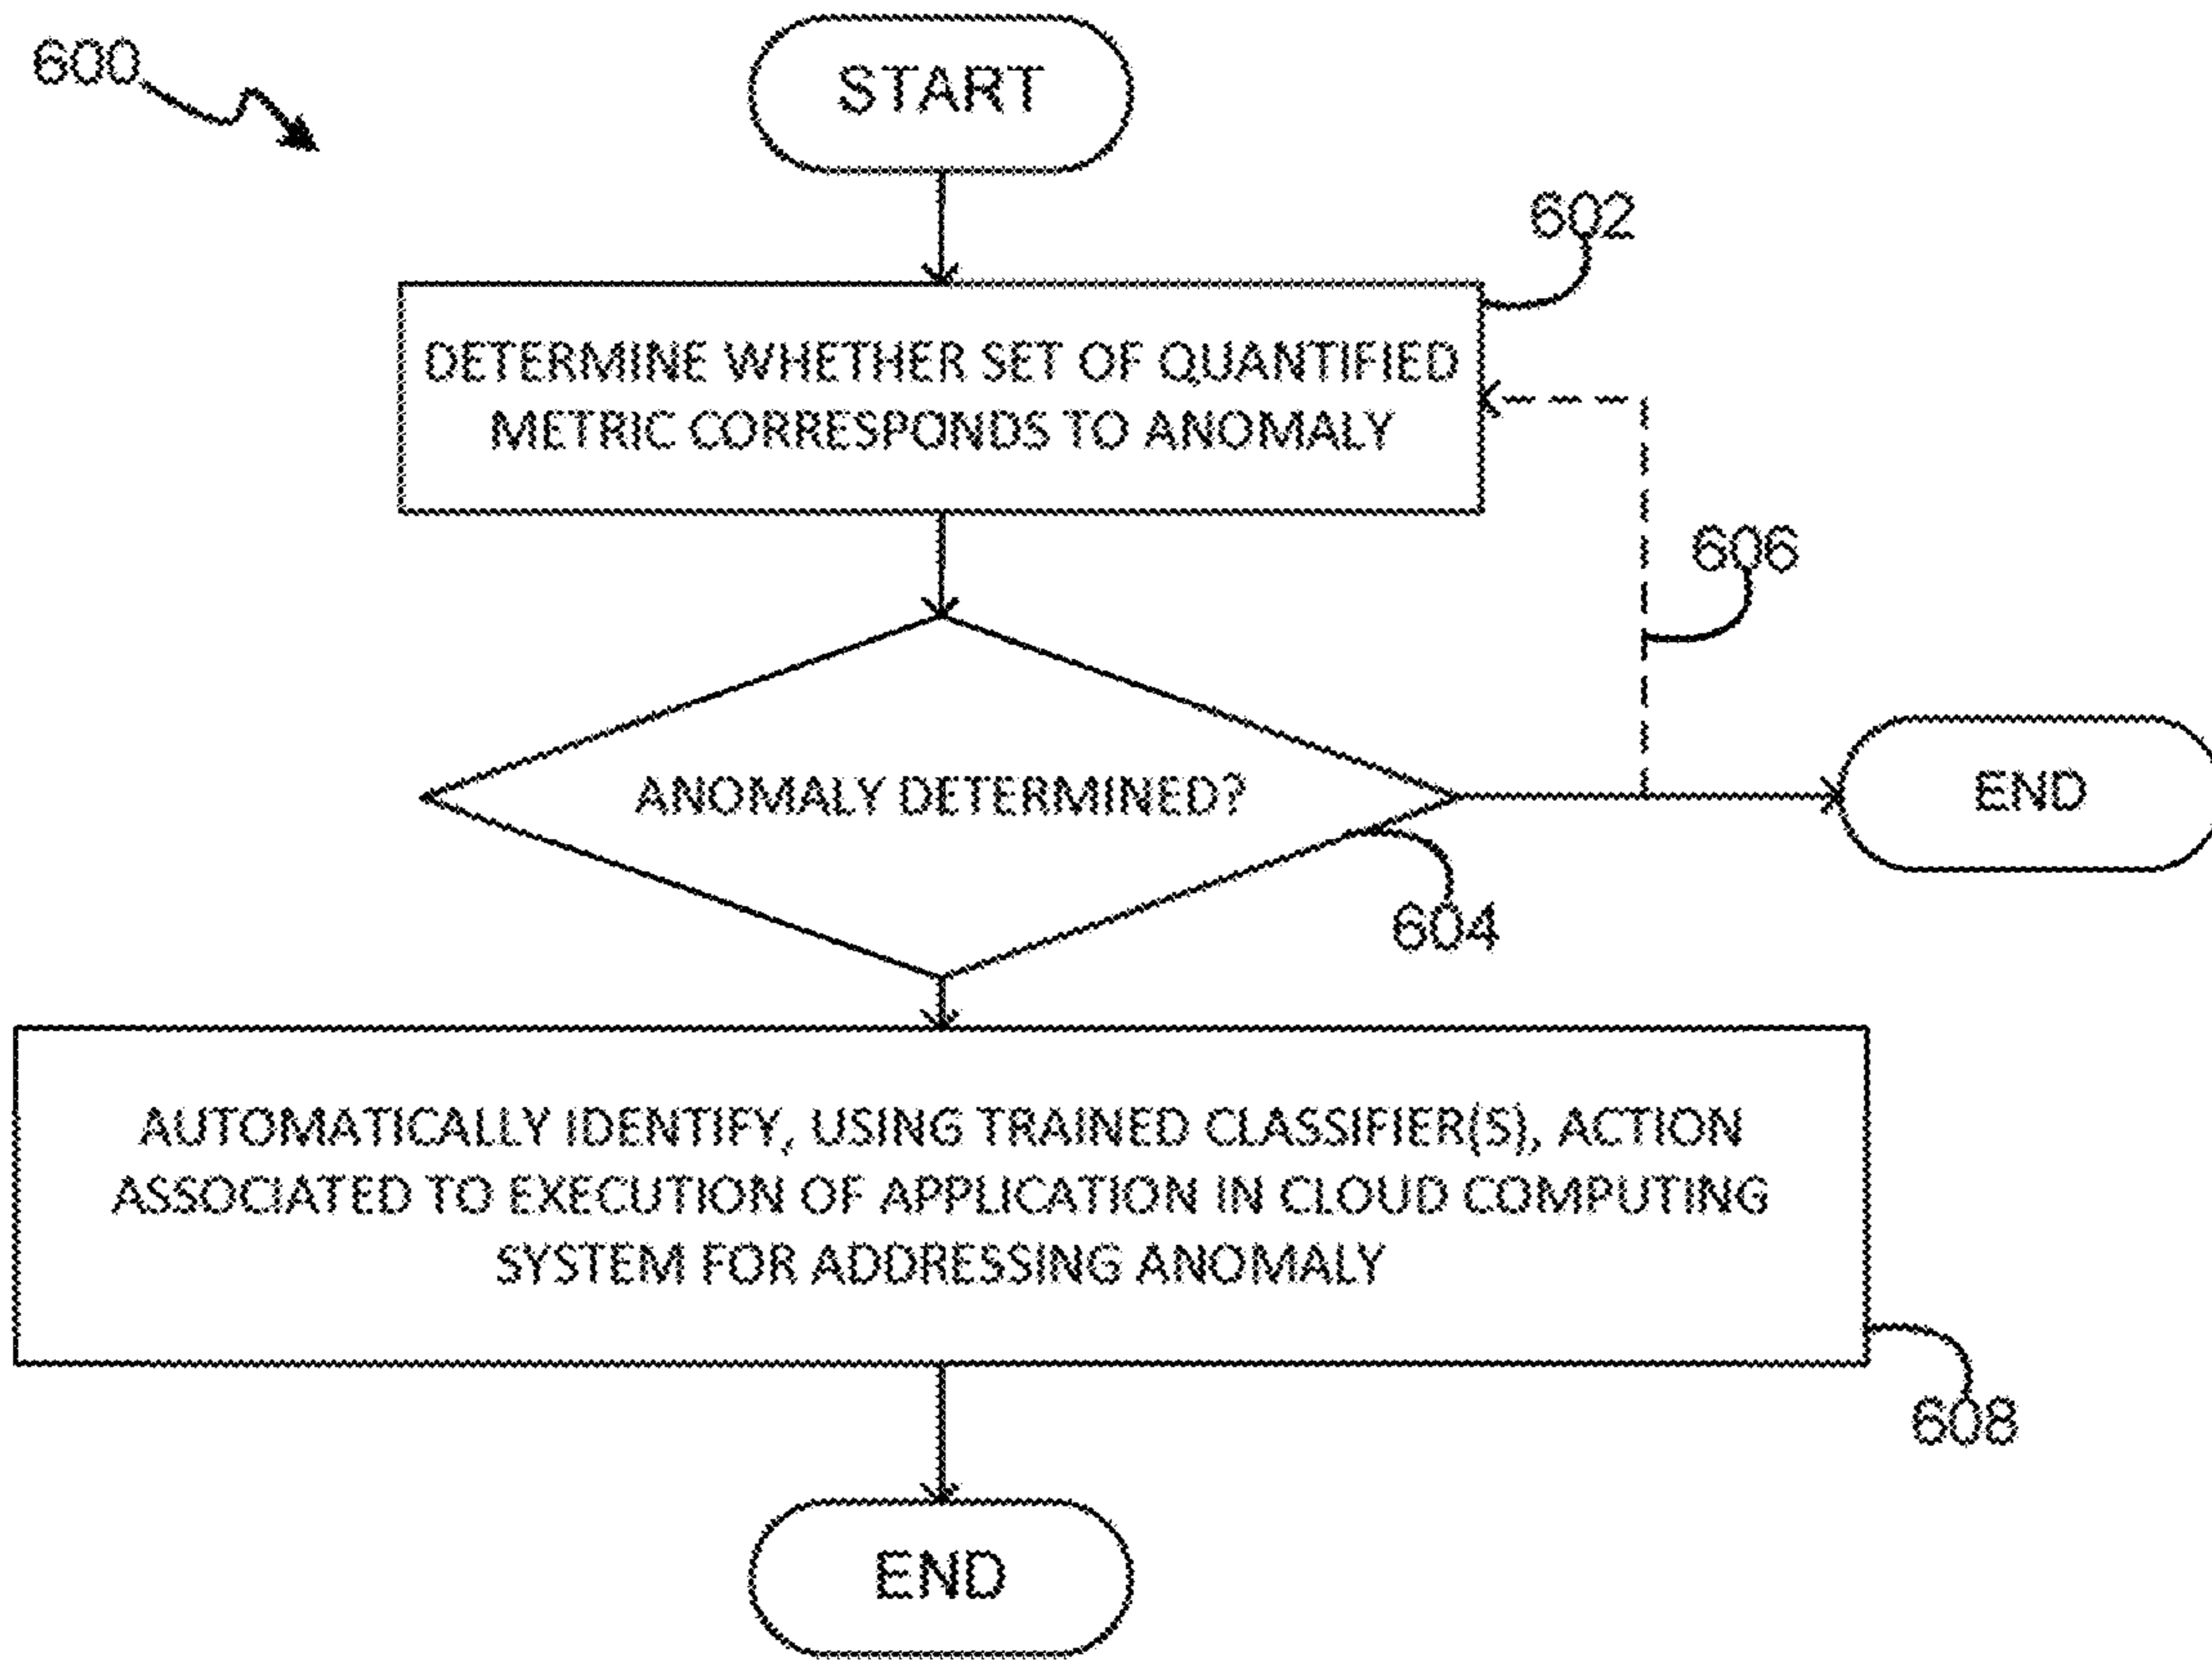 600
START
602
DETERMINE WHETHER SET OF QUANTIFIED
METRIC CORRESPONDS TO ANOMALY
606
ANOMALY DETERMINED?
END
604
AUTOMATICALLY IDENTIFY, USING TRAINED CLASSIFIER(S), ACTION
ASSOCIATED TO EXECUTION OF APPLICATION IN CLOUD COMPUTING
SYSTEM FOR ADDRESSING ANOMALY
608
END